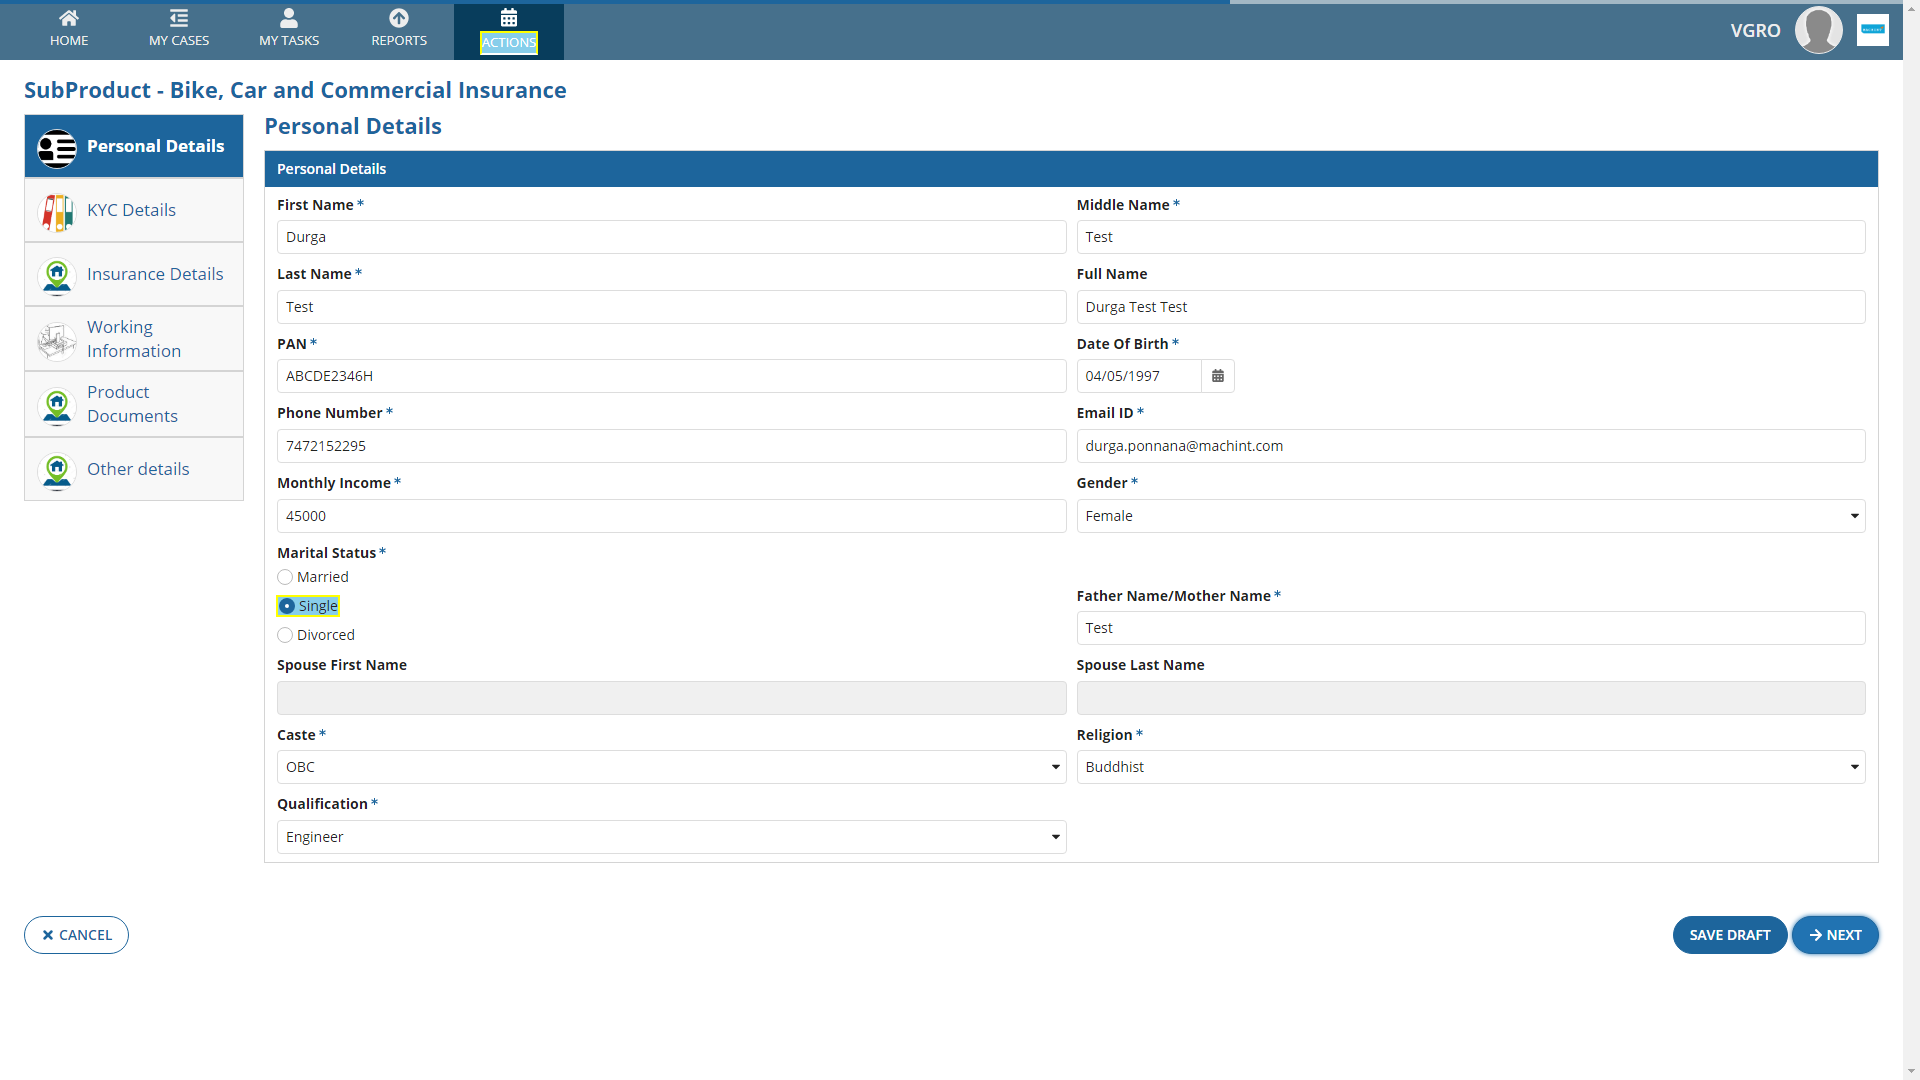 HOME
MY CASES
MY TASKS
REPORTS
ACTIONS
VGRO
SubProduct - Bike, Car and Commercial Insurance
Personal Details
KYC Details
Insurance Details
Working
Information
Product
Documents
Other details
Personal Details
Personal Details
First Name *
Durga
Middle Name *
Test
Last Name *
Test
Full Name
Durga Test Test
PAN *
ABCDE2346H
Date Of Birth *
04/05/1997
Phone Number *
7472152295
Email ID *
durga.ponnana@machint.com
Monthly Income *
45000
Gender *
Female
Marital Status *
Married
Single
Divorced
Father Name/Mother Name *
Test
Spouse First Name
Spouse Last Name
Caste *
OBC
Religion *
Buddhist
Qualification *
Engineer
CANCEL
SAVE DRAFT
NEXT